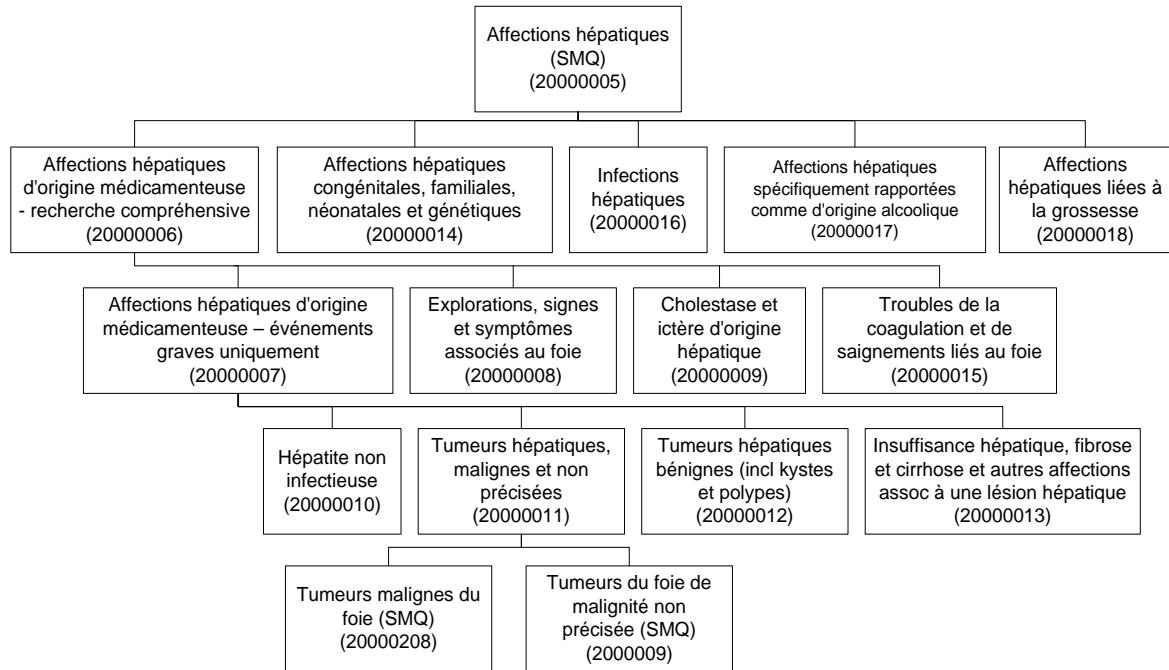 Affections hépatiques
(SMQ)
(20000005)
Affections hépatiques
d'origine médicamenteuse
- recherche compréhensive
(20000006)
Affections hépatiques
congénitales, familiales,
néonatales et génétiques
(20000014)
Infections
hépatiques
(20000016)
Affections hépatiques
spécifiquement rapportées
comme d'origine alcoolique
(20000017)
Affections
hépatiques liées à
la grossesse
(20000018)
Affections hépatiques d'origine
médicamenteuse – événements
graves uniquement
(20000007)
Explorations, signes
et symptômes
associés au foie
(20000008)
Cholestase et
ictère d'origine
hépatique
(20000009)
Troubles de la
coagulation et de
saignements liés au foie
(20000015)
Hépatite non
infectieuse
(20000010)
Tumeurs hépatiques,
malignes et non
précisées
(20000011)
Tumeurs hépatiques
bénignes (incl kystes
et polypes)
(20000012)
Insuffisance hépatique, fibrose
et cirrhose et autres affections
assoc à une lésion hépatique
(20000013)
Tumeurs malignes du
foie (SMQ)
(20000208)
Tumeurs du foie de
malignité non
précisée (SMQ)
(2000009)